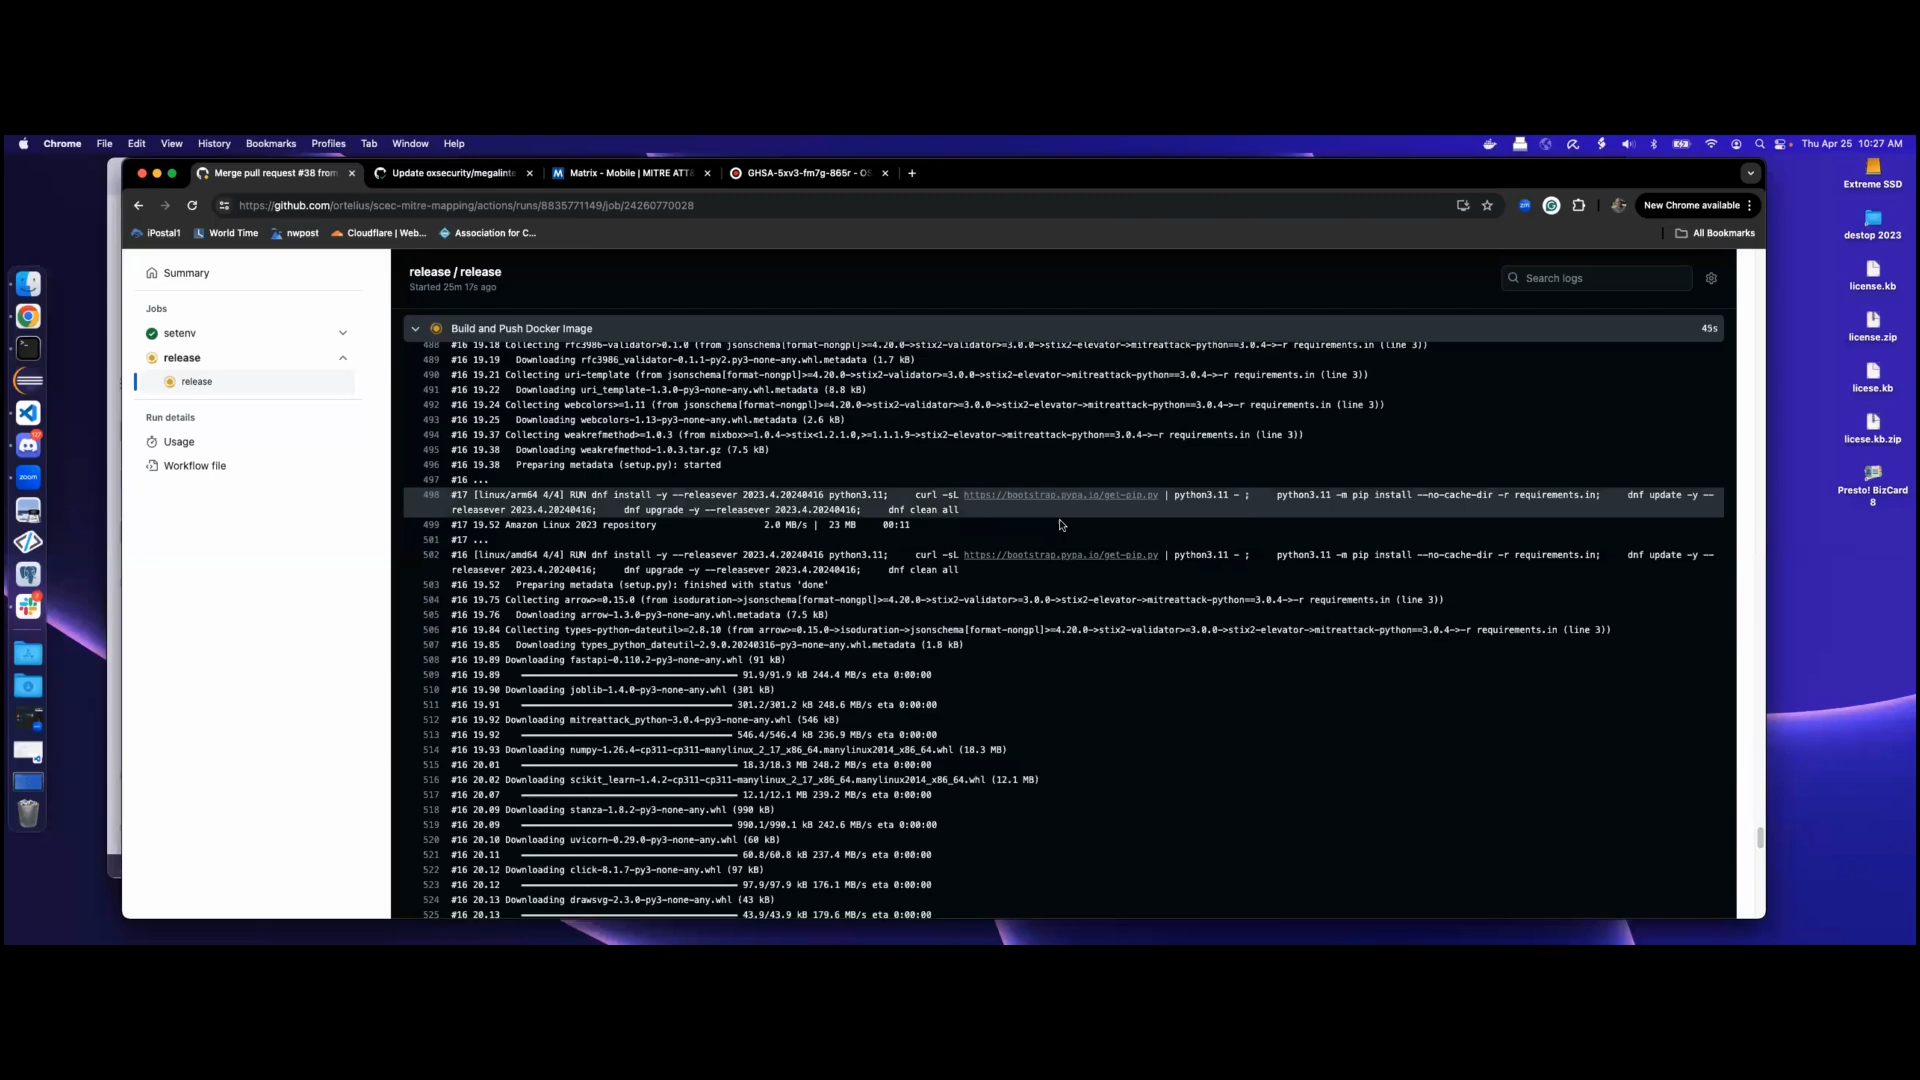 Chrome File Edit View History Bookmarks Profiles Tab Window Help Thu Apr 25 10:27 AM
Merge pull request #38 from Update oxsecurity/megalinte Matrix - Mobile | MITRE ATT& GHSA-5xv3-fm7g-865r - OS
https://github.com/ortelius/scec-mitre-mapping/actions/runs/8835771149/job/24260770028 New Chrome available
iPostal1 World Time nwpost Cloudflare | Web... Association for C... All Bookmarks
Summary
Jobs
setenv
release
release
Run details
Usage
Workflow file
release / release
Started 25m 17s ago
Search logs
Build and Push Docker Image 45s
488 #16 19.18 Collecting rfc3986-validator>0.1.0 (from jsonschema[format-nongpl]>=4.20.0->stix2-validator>=3.0.0->stix2-elevator->mitreattack-python==3.0.4->-r requirements.in (line 3))
489 #16 19.19 Downloading rfc3986_validator-0.1.1-py2.py3-none-any.whl.metadata (1.7 kB)
490 #16 19.21 Collecting uri-template (from jsonschema[format-nongpl]>=4.20.0->stix2-validator>=3.0.0->stix2-elevator->mitreattack-python==3.0.4->-r requirements.in (line 3))
491 #16 19.22 Downloading uri_template-1.3.0-py3-none-any.whl.metadata (8.8 kB)
492 #16 19.24 Collecting webcolors>=1.11 (from jsonschema[format-nongpl]>=4.20.0->stix2-validator>=3.0.0->stix2-elevator->mitreattack-python==3.0.4->-r requirements.in (line 3))
493 #16 19.25 Downloading webcolors-1.13-py3-none-any.whl.metadata (2.6 kB)
494 #16 19.37 Collecting weakrefmethod>=1.0.3 (from mixbox>=1.0.4->stix<1.2.1.0,>=1.1.1.9->stix2-elevator->mitreattack-python==3.0.4->-r requirements.in (line 3))
495 #16 19.38 Downloading weakrefmethod-1.0.3.tar.gz (7.5 kB)
496 #16 19.38 Preparing metadata (setup.py): started
497 #16 ...
498 #17 [linux/arm64 4/4] RUN dnf install -y --releasever 2023.4.20240416 python3.11; curl -sL https://bootstrap.pypa.io/get-pip.py | python3.11 - ; python3.11 -m pip install --no-cache-dir -r requirements.in; dnf update -y --
releasever 2023.4.20240416; dnf upgrade -y --releasever 2023.4.20240416; dnf clean all
499 #17 19.52 Amazon Linux 2023 repository 2.0 MB/s | 23 MB 00:11
501 #17 ...
502 #16 [linux/amd64 4/4] RUN dnf install -y --releasever 2023.4.20240416 python3.11; curl -sL https://bootstrap.pypa.io/get-pip.py | python3.11 - ; python3.11 -m pip install --no-cache-dir -r requirements.in; dnf update -y --
releasever 2023.4.20240416; dnf upgrade -y --releasever 2023.4.20240416; dnf clean all
503 #16 19.52 Preparing metadata (setup.py): finished with status 'done'
504 #16 19.75 Collecting arrow>=0.15.0 (from isoduration->jsonschema[format-nongpl]>=4.20.0->stix2-validator>=3.0.0->stix2-elevator->mitreattack-python==3.0.4->-r requirements.in (line 3))
505 #16 19.76 Downloading arrow-1.3.0-py3-none-any.whl.metadata (7.5 kB)
506 #16 19.84 Collecting types-python-dateutil>=2.8.10 (from arrow>=0.15.0->isoduration->jsonschema[format-nongpl]>=4.20.0->stix2-validator>=3.0.0->stix2-elevator->mitreattack-python==3.0.4->-r requirements.in (line 3))
507 #16 19.85 Downloading types_python_dateutil-2.9.0.20240316-py3-none-any.whl.metadata (1.8 kB)
508 #16 19.89 Downloading fastapi-0.110.2-py3-none-any.whl (91 kB)
509 #16 19.89 91.9/91.9 kB 244.4 MB/s eta 0:00:00
510 #16 19.90 Downloading joblib-1.4.0-py3-none-any.whl (301 kB)
511 #16 19.91 301.2/301.2 kB 248.6 MB/s eta 0:00:00
512 #16 19.92 Downloading mitreattack_python-3.0.4-py3-none-any.whl (546 kB)
513 #16 19.92 546.4/546.4 kB 236.9 MB/s eta 0:00:00
514 #16 19.93 Downloading numpy-1.26.4-cp311-cp311-manylinux_2_17_x86_64.manylinux2014_x86_64.whl (18.3 MB)
515 #16 20.01 18.3/18.3 MB 248.2 MB/s eta 0:00:00
516 #16 20.02 Downloading scikit_learn-1.4.2-cp311-cp311-manylinux_2_17_x86_64.manylinux2014_x86_64.whl (12.1 MB)
517 #16 20.07 12.1/12.1 MB 239.2 MB/s eta 0:00:00
518 #16 20.09 Downloading stanza-1.8.2-py3-none-any.whl (990 kB)
519 #16 20.09 990.1/990.1 kB 242.6 MB/s eta 0:00:00
520 #16 20.10 Downloading uvicorn-0.29.0-py3-none-any.whl (60 kB)
521 #16 20.11 60.8/60.8 kB 237.4 MB/s eta 0:00:00
522 #16 20.12 Downloading click-8.1.7-py3-none-any.whl (97 kB)
523 #16 20.12 97.9/97.9 kB 176.1 MB/s eta 0:00:00
524 #16 20.13 Downloading drawsvg-2.3.0-py3-none-any.whl (43 kB)
525 #16 20.13 43.9/43.9 kB 179.6 MB/s eta 0:00:00
Extreme SSD
destop 2023
license.kb
license.zip
licese.kb
licese.kb.zip
Presto! BizCard
8
zoom